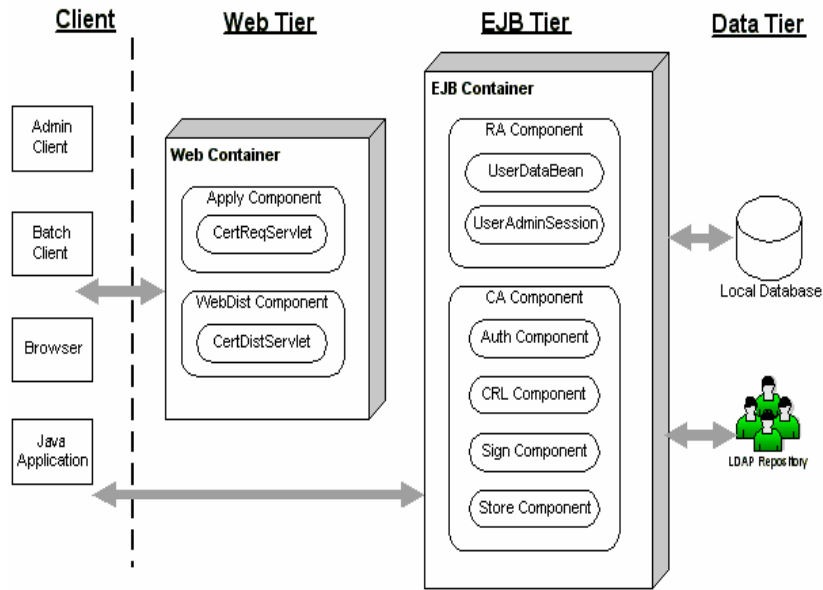 Client
Web Tier
EJB Tier
Data Tier
Admin
Client
Batch
Client
Browser
Java
Application
Web Container
Apply Component
CertReqServlet
WebDist Component
CertDistServlet
EJB Container
RA Component
UserDataBean
UserAdminSession
CA Component
Auth Component
CRL Component
Sign Component
Store Component
Local Database
LDAP Repository